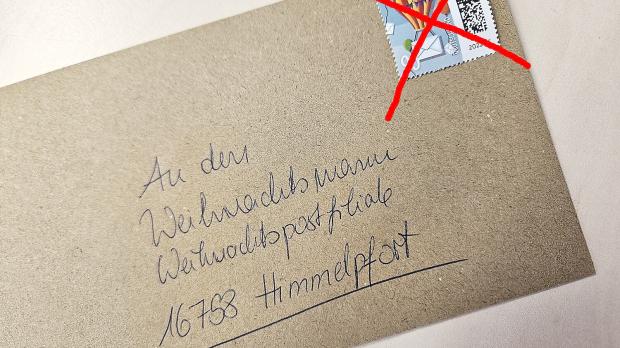 An den
Weihnachtsmann
Weihnachtspostfiliale
16798 Himmelpfort